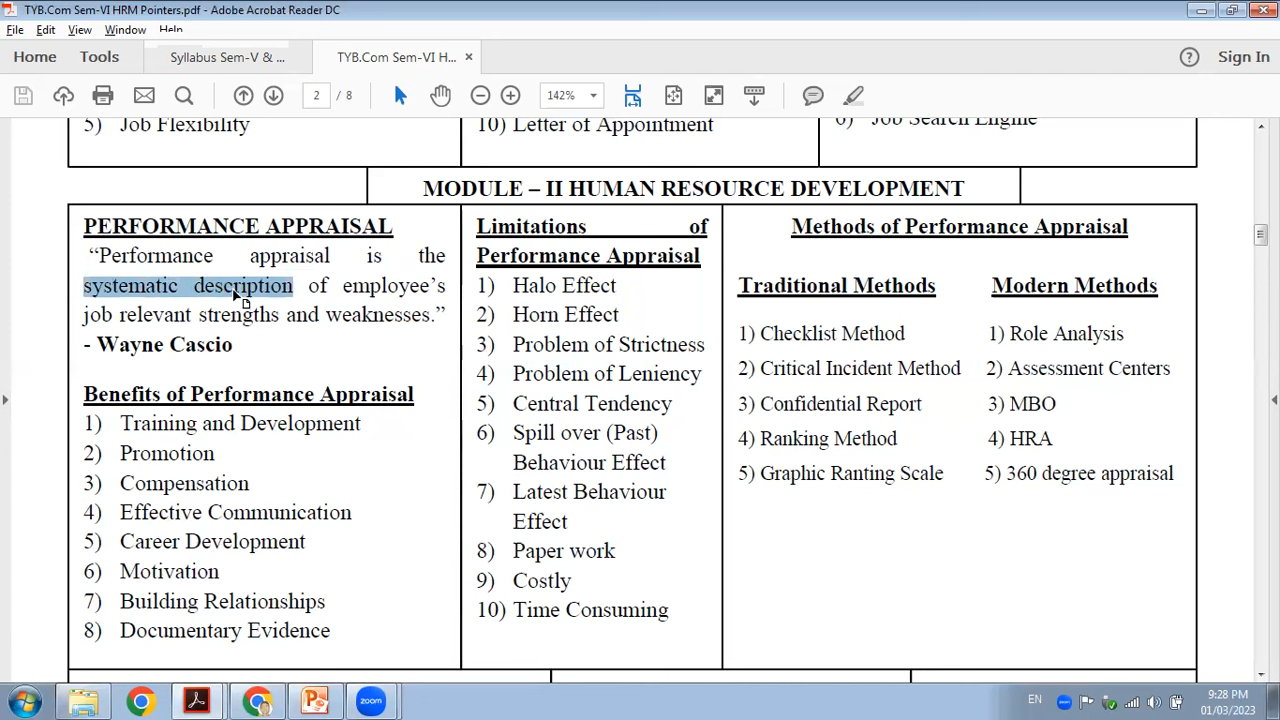 TYB.Com Sem-VI HRM Pointers.pdf - Adobe Acrobat Reader DC
File Edit View Window Help
Home Tools Syllabus Sem-V & ... TYB.Com Sem-VI H... × Sign In
2 / 8 142%
5) Job Flexibility 10) Letter of Appointment 6) Job Search Engine
MODULE – II HUMAN RESOURCE DEVELOPMENT
PERFORMANCE APPRAISAL
“Performance appraisal is the
systematic description of employee’s
job relevant strengths and weaknesses.”
- Wayne Cascio
Benefits of Performance Appraisal
1) Training and Development
2) Promotion
3) Compensation
4) Effective Communication
5) Career Development
6) Motivation
7) Building Relationships
8) Documentary Evidence
Limitations of
Performance Appraisal
1) Halo Effect
2) Horn Effect
3) Problem of Strictness
4) Problem of Leniency
5) Central Tendency
6) Spill over (Past)
Behaviour Effect
7) Latest Behaviour
Effect
8) Paper work
9) Costly
10) Time Consuming
Methods of Performance Appraisal
Traditional Methods
1) Checklist Method
2) Critical Incident Method
3) Confidential Report
4) Ranking Method
5) Graphic Ranting Scale
Modern Methods
1) Role Analysis
2) Assessment Centers
3) MBO
4) HRA
5) 360 degree appraisal
zoom
EN
9:28 PM
01/03/2023